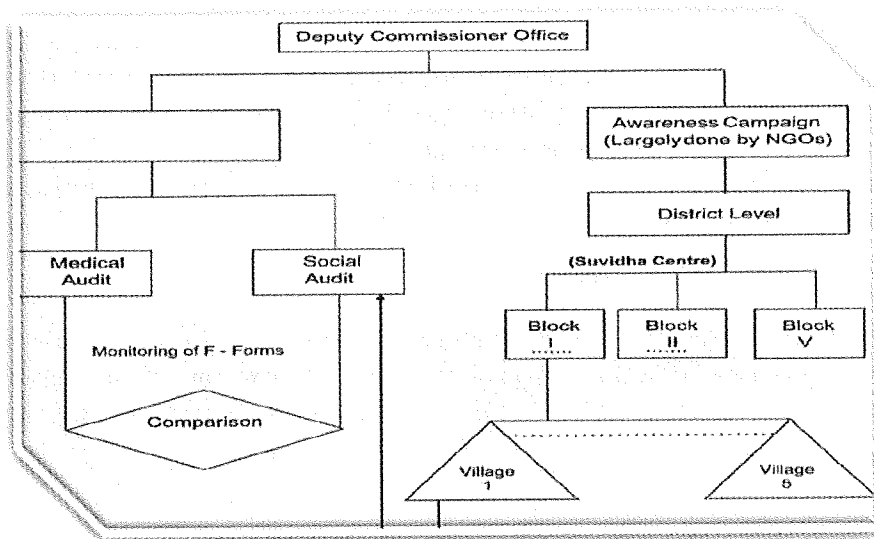 Deputy Commissioner Office
Awareness Campaign
(Largolydone by NGOs)
District Level
(Suvidha Centre)
Medical
Audit
Social
Audit
Block
I
Block
II
Block
V
Monitoring of F - Forms
Comparison
Village
1
Village
5